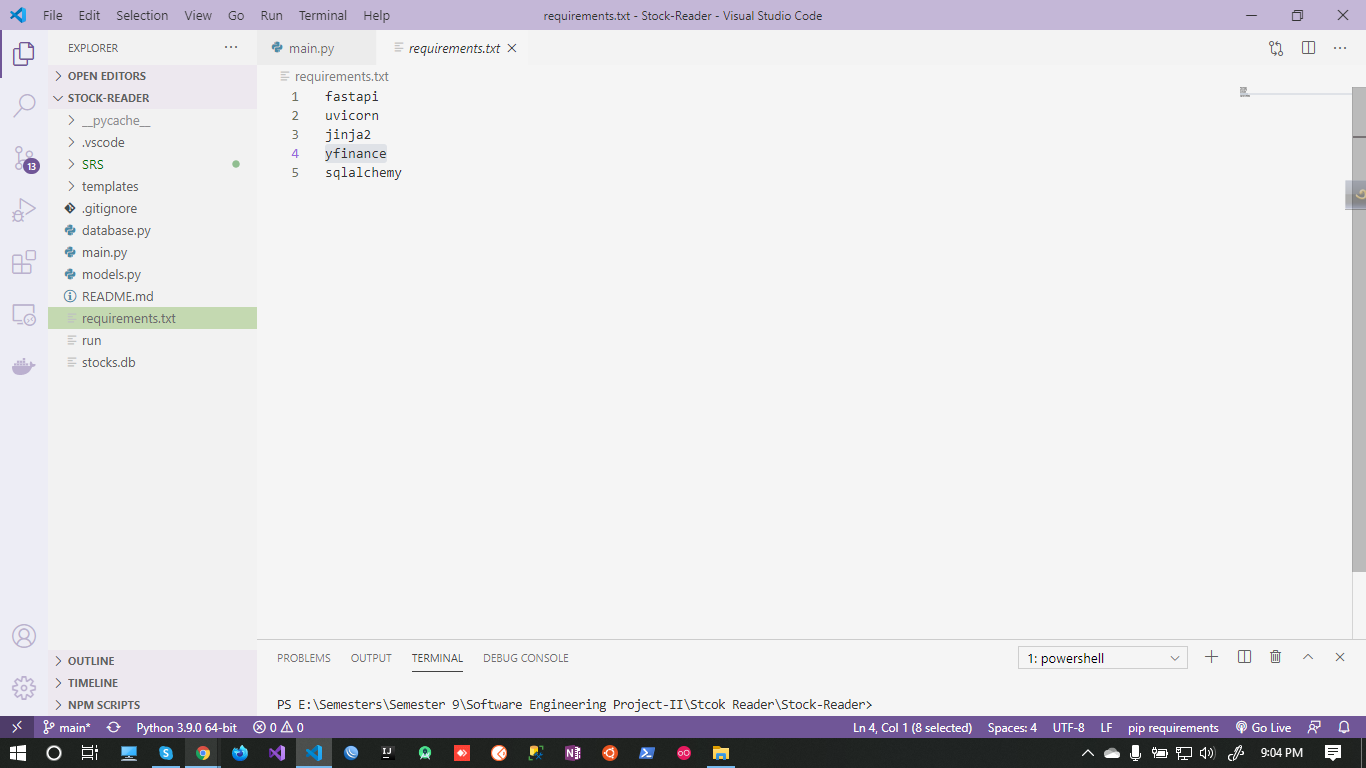 File Edit Selection View Go Run Terminal Help requirements.txt - Stock-Reader - Visual Studio Code
EXPLORER
main.py requirements.txt
OPEN EDITORS
STOCK-READER
__pycache__
.vscode
SRS
templates
.gitignore
database.py
main.py
models.py
README.md
requirements.txt
run
stocks.db
OUTLINE
TIMELINE
NPM SCRIPTS
13
requirements.txt
1 fastapi
2 uvicorn
3 jinja2
4 yfinance
5 sqlalchemy
PROBLEMS OUTPUT TERMINAL DEBUG CONSOLE 1: powershell
PS E:\Semesters\Semester 9\Software Engineering Project-II\Stcok Reader\Stock-Reader>
main* Python 3.9.0 64-bit 0 0 Ln 4, Col 1 (8 selected) Spaces: 4 UTF-8 LF pip requirements Go Live
9:04 PM